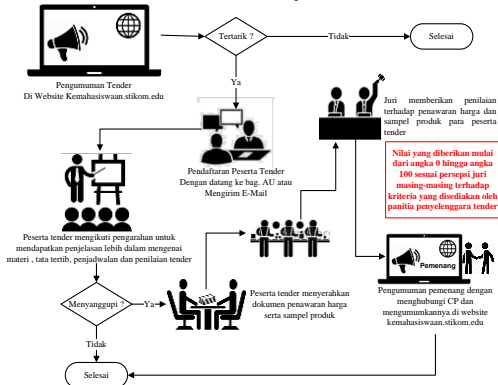 Pengumuman Tender
Di Website Kemahasiswaan.stikom.edu
Tertarik ?
Tidak
Selesai
Ya
Pendaftaran Peserta Tender
Dengan datang ke bag. AU atau
Mengirim E-Mail
Juri memberikan penilaian
terhadap penawaran harga dan
sampel produk para peserta
tender
Nilai yang diberikan mulai
dari angka 0 hingga angka
100 sesuai persepsi juri
masing-masing terhadap
kriteria yang disediakan oleh
panitia penyelenggara tender
Peserta tender mengikuti pengarahan untuk
mendapatkan penjelasan lebih dalam mengenai
materi , tata tertib, penjadwalan dan penilaian tender
Menyanggupi ?
Ya
Peserta tender menyerahkan
dokumen penawaran harga
serta sampel produk
Pemenang
Pengumuman pemenang dengan
menghubungi CP dan
mengumumkannya di website
kemahasiswaan.stikom.edu
Tidak
Selesai